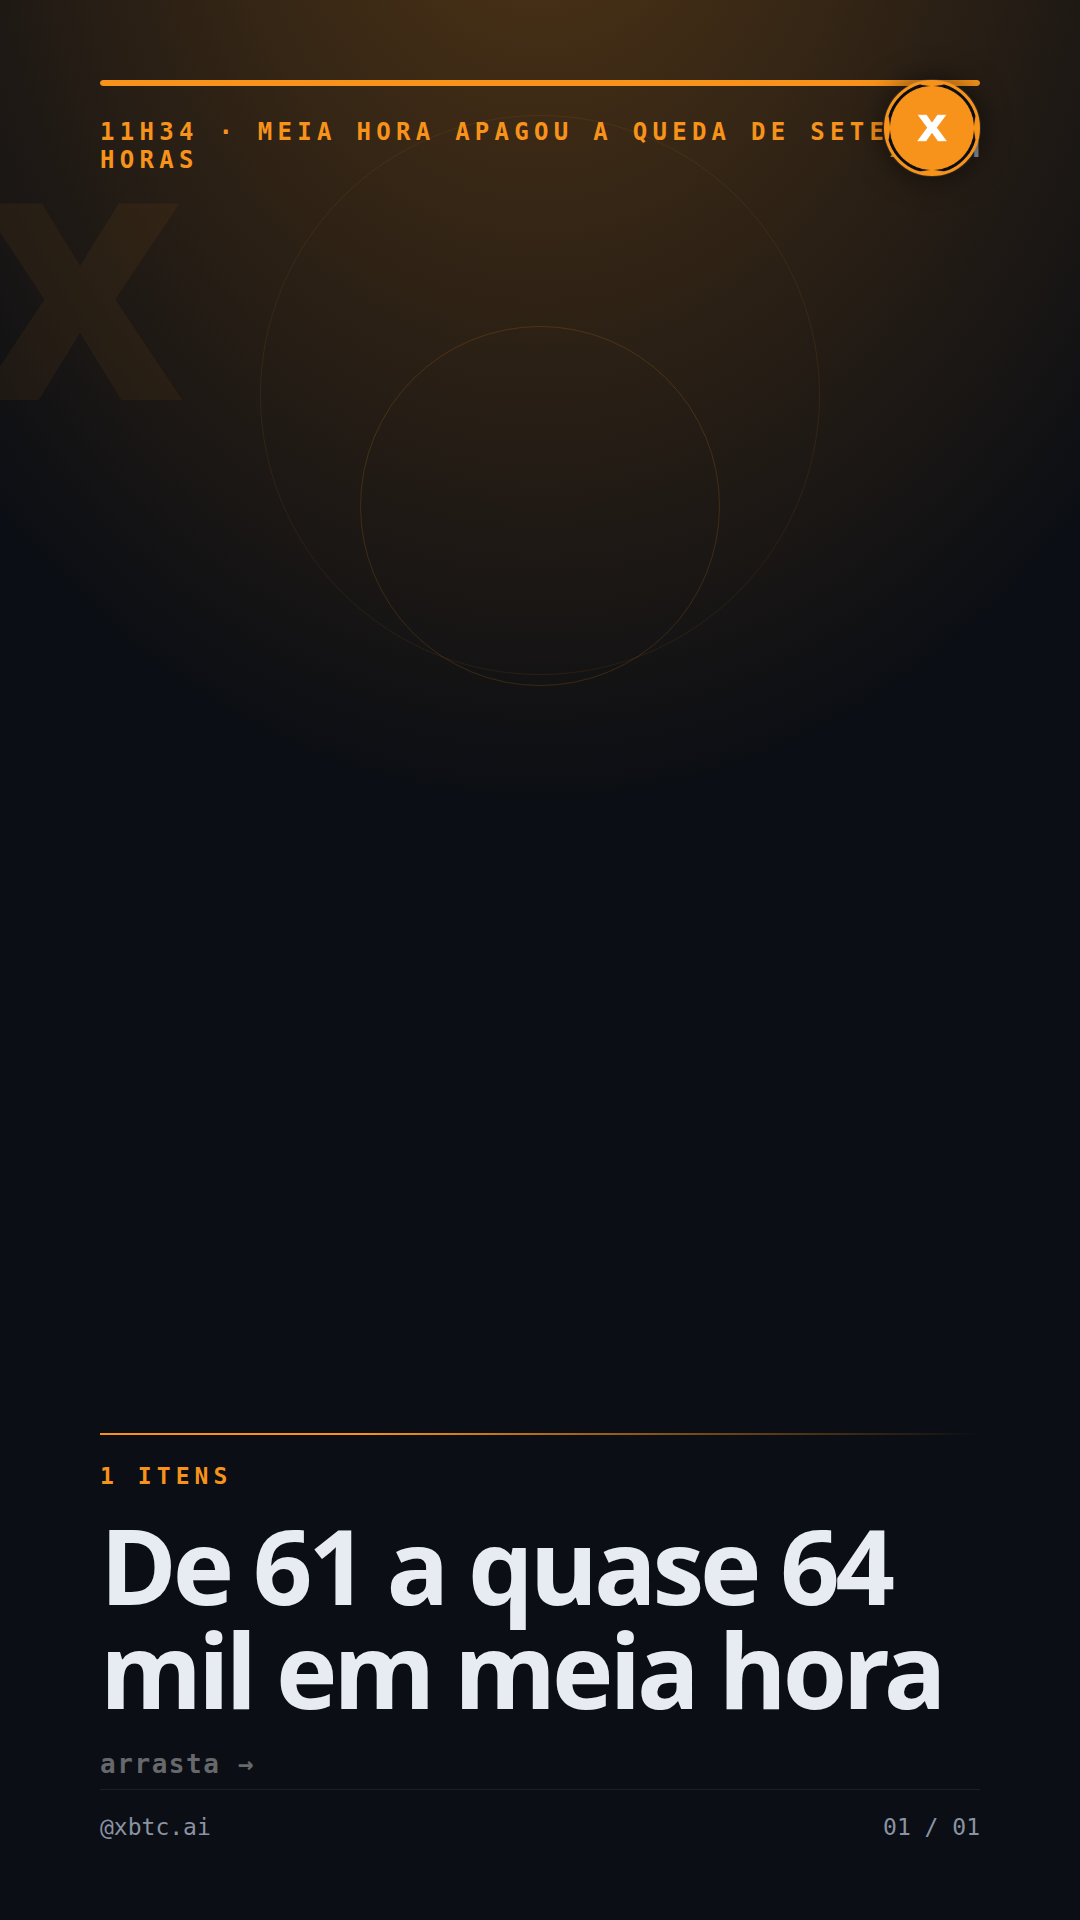 11H34 · MEIA HORA APAGOU A QUEDA DE SETE
HORAS
X
X
1 ITENS
De 61 a quase 64
mil em meia hora
arrasta →
@xbtc.ai
01 / 01